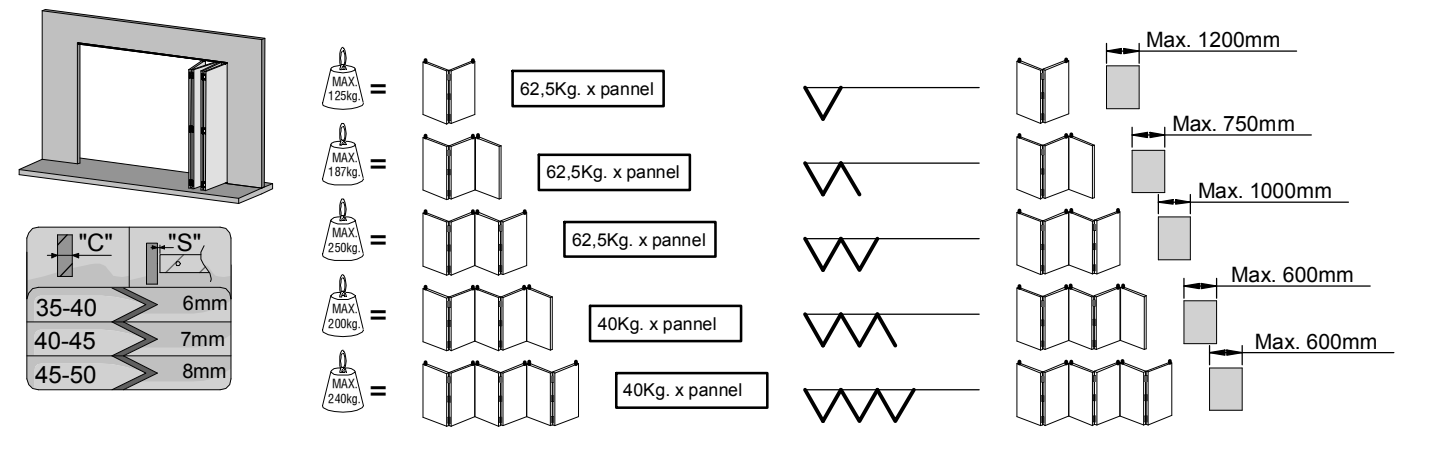 MAX.
125kg.
=
62,5Kg. x pannel
Max. 1200mm
MAX.
187kg.
=
62,5Kg. x pannel
Max. 750mm
MAX.
250kg.
=
62,5Kg. x pannel
Max. 1000mm
MAX.
200kg.
=
40Kg. x pannel
Max. 600mm
MAX.
240kg.
=
40Kg. x pannel
Max. 600mm
"C" "S"
35-40 6mm
40-45 7mm
45-50 8mm